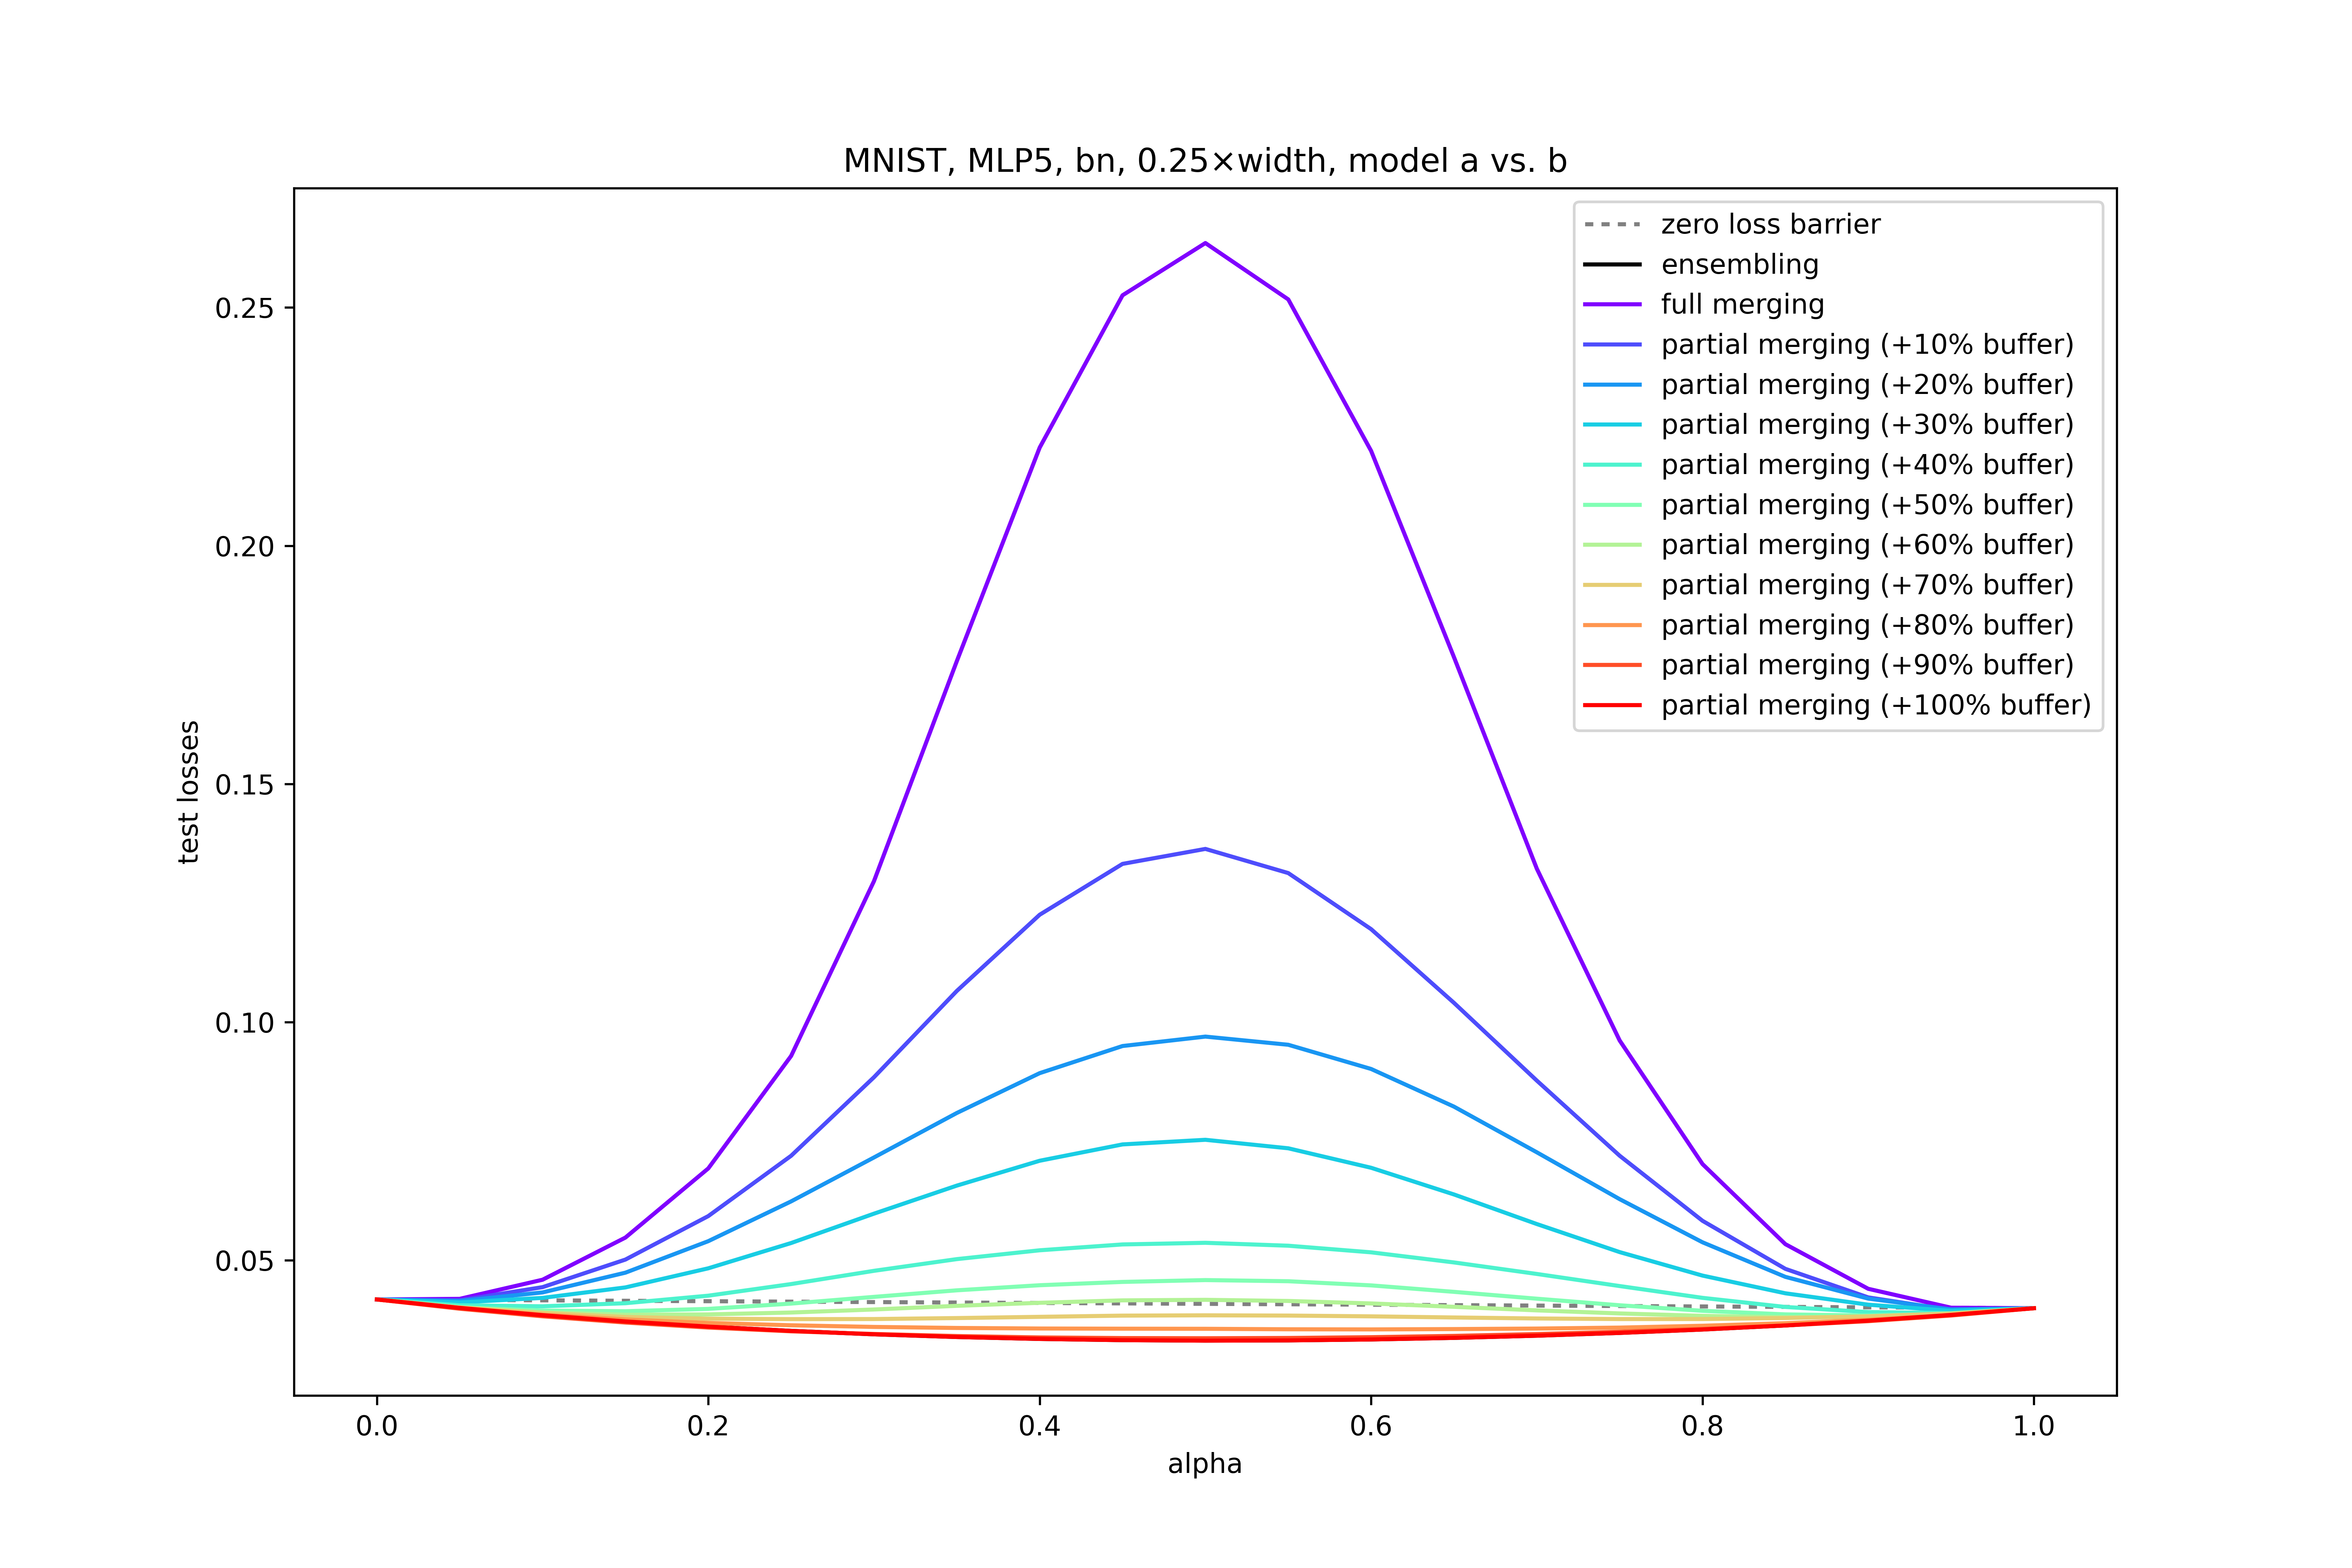 MNIST, MLP5, bn, 0.25×width, model a vs. b
zero loss barrier
ensembling
full merging
partial merging (+10% buffer)
partial merging (+20% buffer)
partial merging (+30% buffer)
partial merging (+40% buffer)
partial merging (+50% buffer)
partial merging (+60% buffer)
partial merging (+70% buffer)
partial merging (+80% buffer)
partial merging (+90% buffer)
partial merging (+100% buffer)
test losses
0.25
0.20
0.15
0.10
0.05
0.0 0.2 0.4 0.6 0.8 1.0
alpha